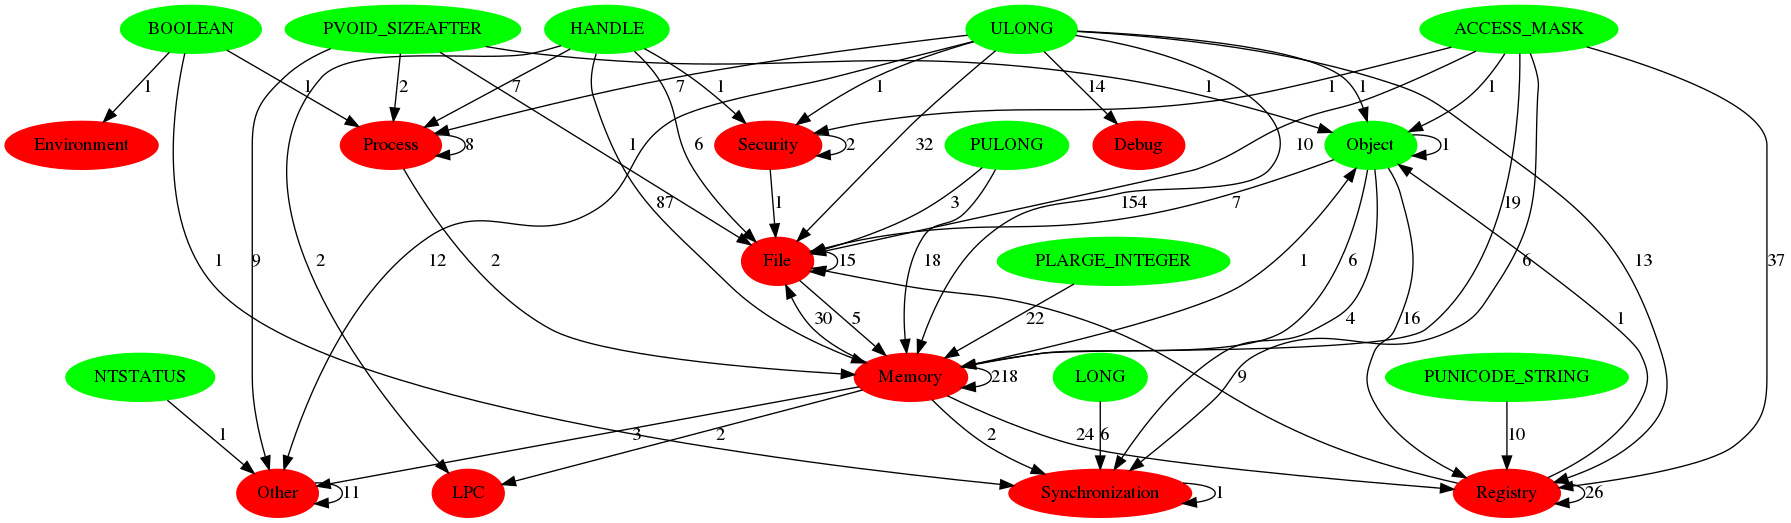 BOOLEAN PVOID_SIZEAFTER HANDLE ULONG ACCESS_MASK
1 1 2 7 7 1 7 1 14 1 1 1 1
Environment Process 8 Security 2 PULONG Debug Object 1
1 6 32 10
87 1 3 154 7 19
1 9 2 12 2 File 15 18 PLARGE_INTEGER 1 6 6 13 37
30 5 22 4 16 1
NTSTATUS Memory 218 LONG 9 PUNICODE_STRING
1 3 2 2 24 6 10
Other 11 LPC Synchronization 1 Registry 26